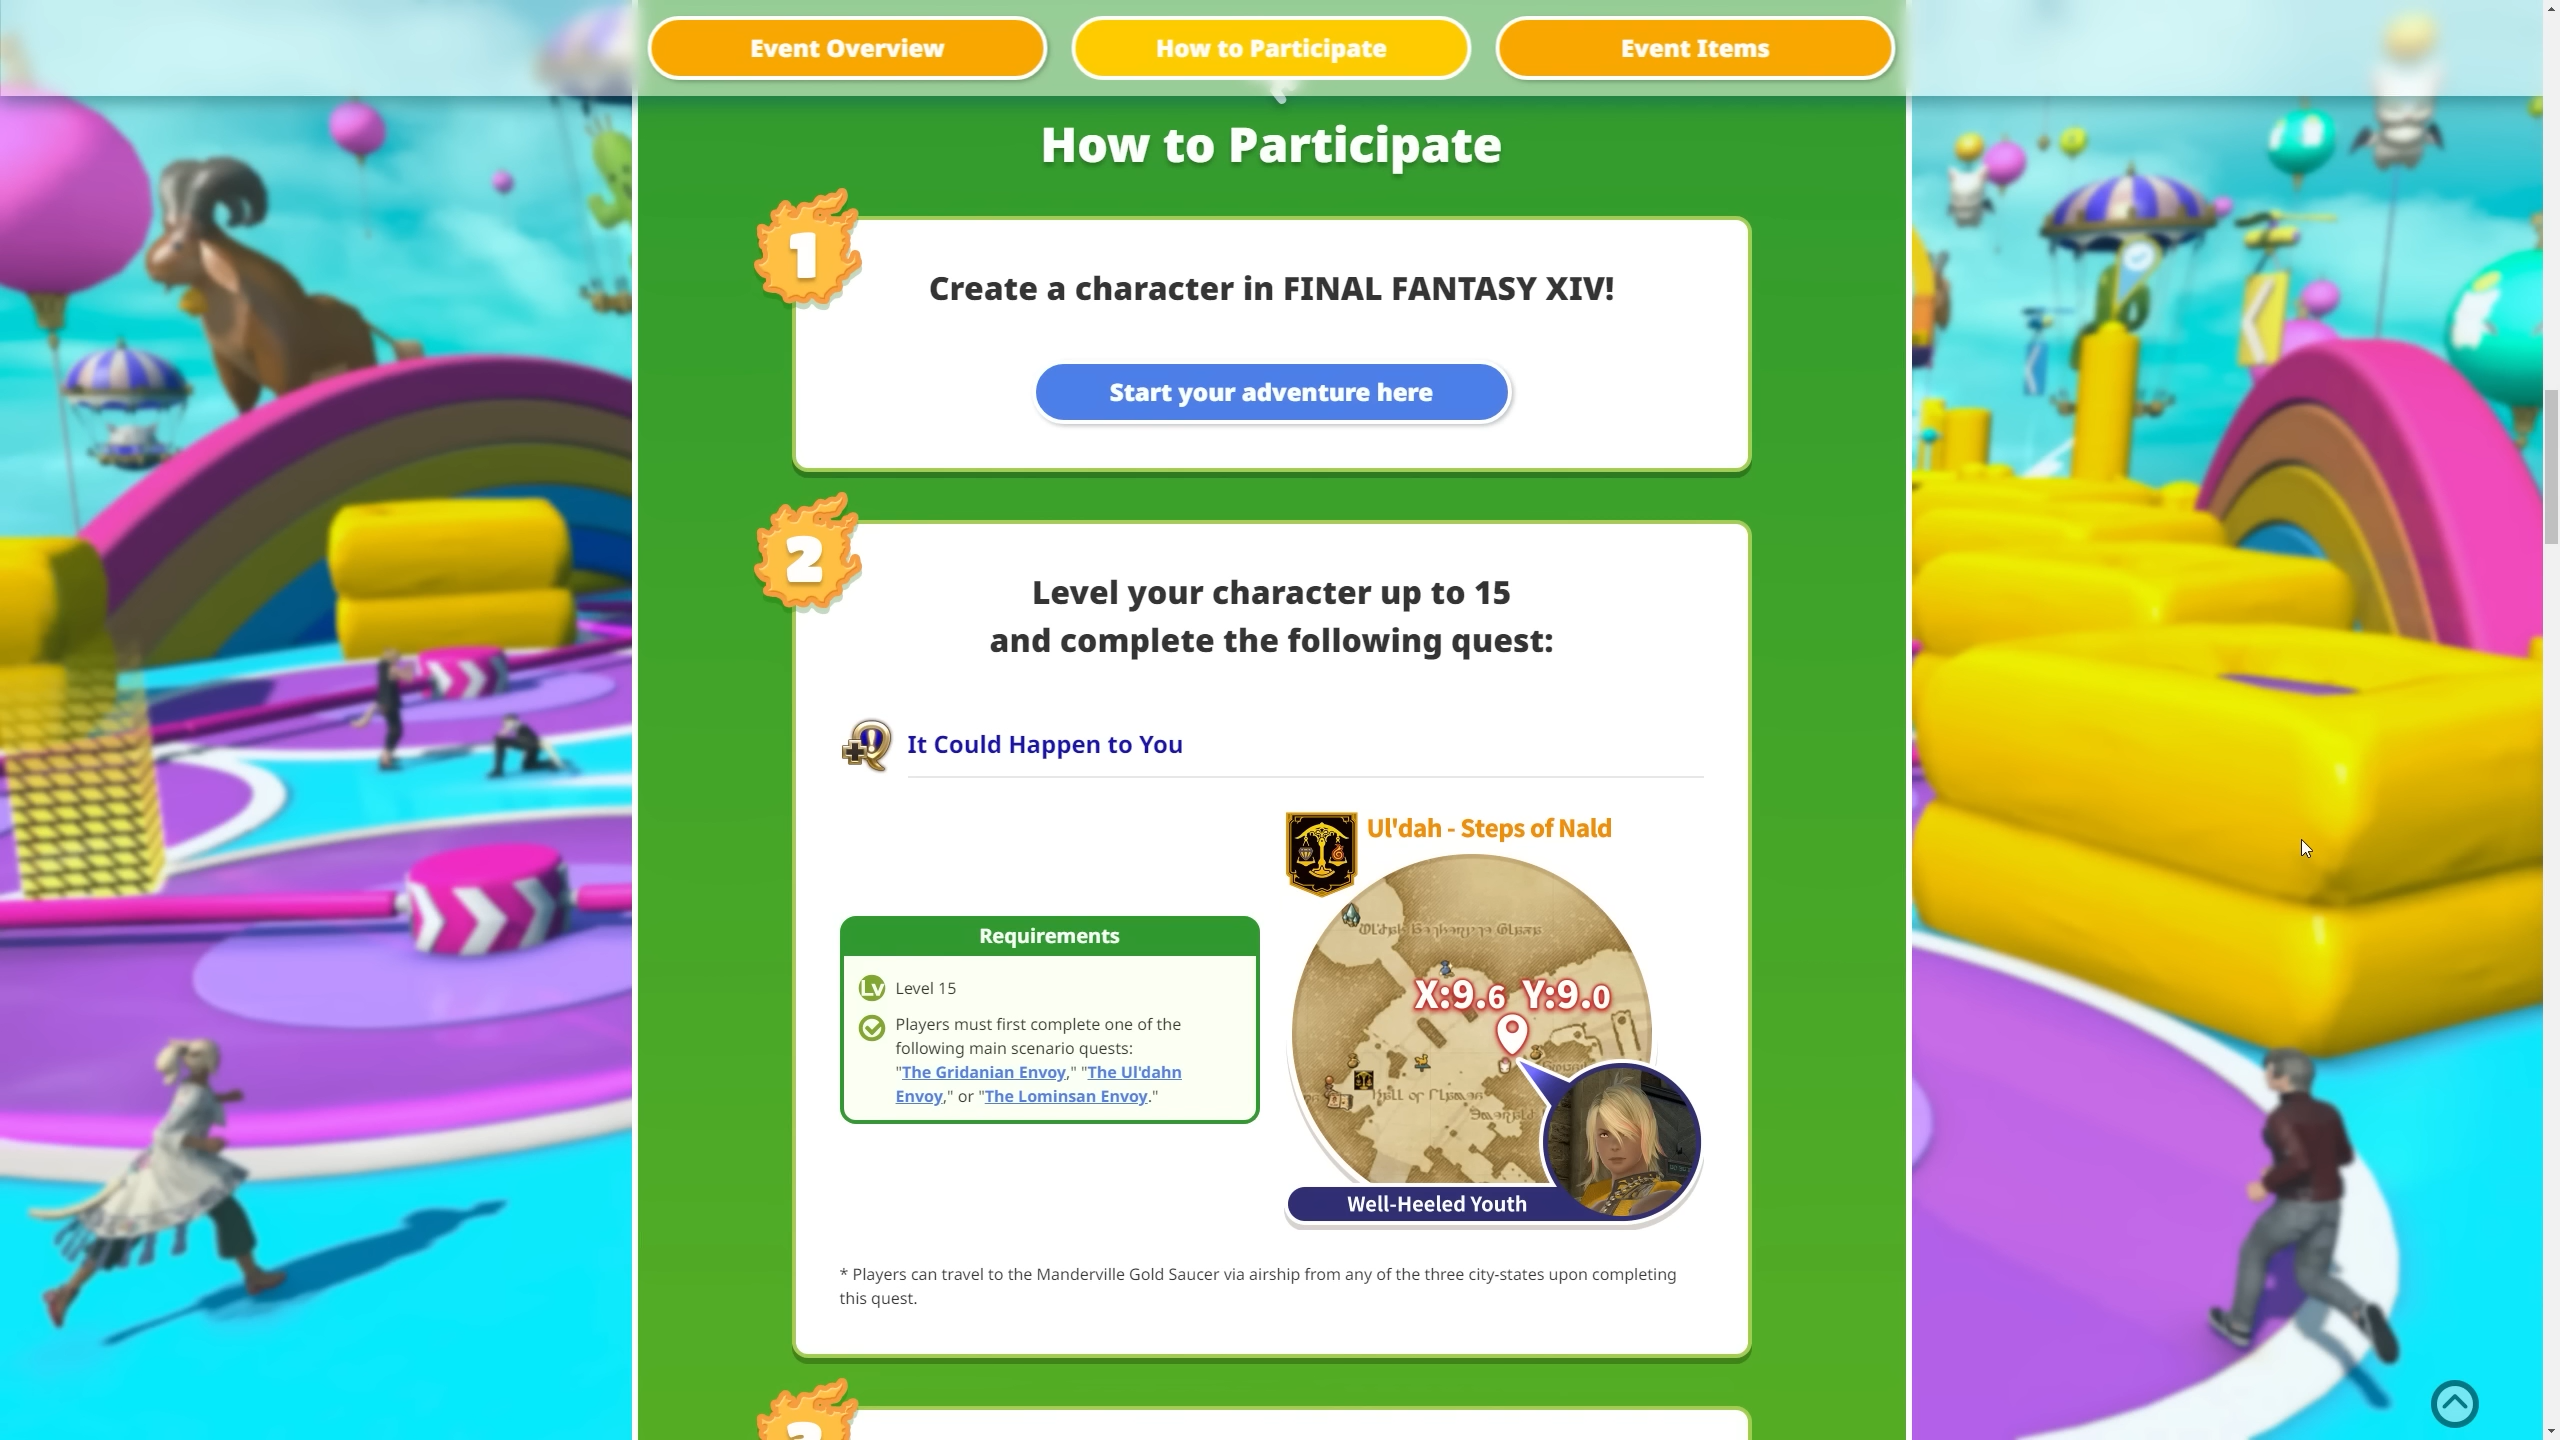 Event Overview
How to Participate
Event Items
How to Participate
1
Create a character in FINAL FANTASY XIV!
Start your adventure here
2
Level your character up to 15
and complete the following quest:
It Could Happen to You
Ul'dah - Steps of Nald
X:9.6 Y:9.0
Requirements
Lv Level 15
Players must first complete one of the
following main scenario quests:
"The Gridanian Envoy," "The Ul'dahn
Envoy," or "The Lominsan Envoy."
Well-Heeled Youth
* Players can travel to the Manderville Gold Saucer via airship from any of the three city-states upon completing
this quest.